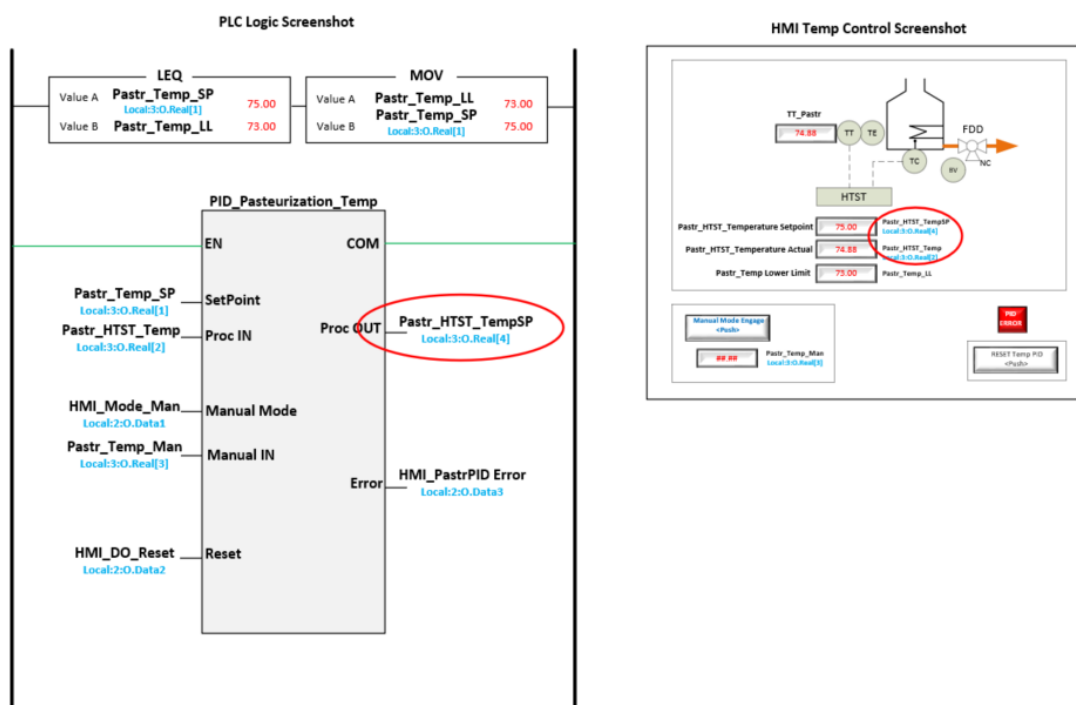 PLC Logic Screenshot
LEQ
Value A Pastr_Temp_SP 75.00
Local:3:O.Real[1]
Value B Pastr_Temp_LL 73.00
MOV
Value A Pastr_Temp_LL 73.00
Pastr_Temp_SP
Value B Local:3:O.Real[1] 75.00
PID_Pasteurization_Temp
EN COM
Pastr_Temp_SP SetPoint
Local:3:O.Real[1]
Pastr_HTST_Temp Proc IN
Local:3:O.Real[2]
Proc OUT Pastr_HTST_TempSP
Local:3:O.Real[4]
HMI_Mode_Man Manual Mode
Local:2:O.Data1
Pastr_Temp_Man Manual IN
Local:3:O.Real[3]
Error HMI_PastrPID Error
Local:2:O.Data3
HMI_DO_Reset Reset
Local:2:O.Data2
HMI Temp Control Screenshot
TT_Pastr
74.88 TT TE
FDD
TC
BV
NC
HTST
Pastr_HTST_Temperature Setpoint 75.00 Pastr_HTST_TempSP
Local:3:O.Real[4]
Pastr_HTST_Temperature Actual 74.88 Pastr_HTST_Temp
Local:3:O.Real[2]
Pastr_Temp Lower Limit 73.00 Pastr_Temp_LL
Manual Mode Engage
<Push>
##.## Pastr_Temp_Man
Local:3:O.Real[3]
PID
ERROR
RESET Temp PID
<Push>